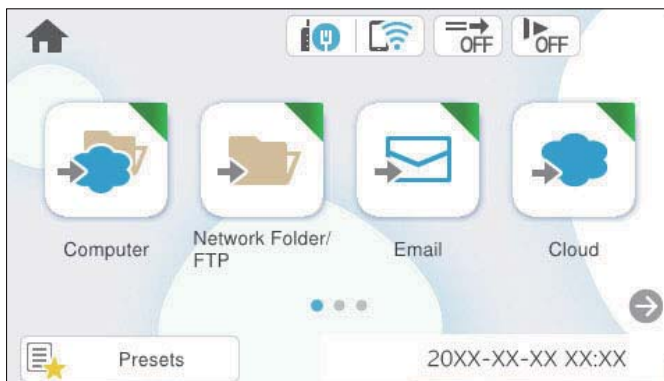 OFF
OFF
Computer
Network Folder/
FTP
Email
Cloud
Presets
20XX-XX-XX XX:XX